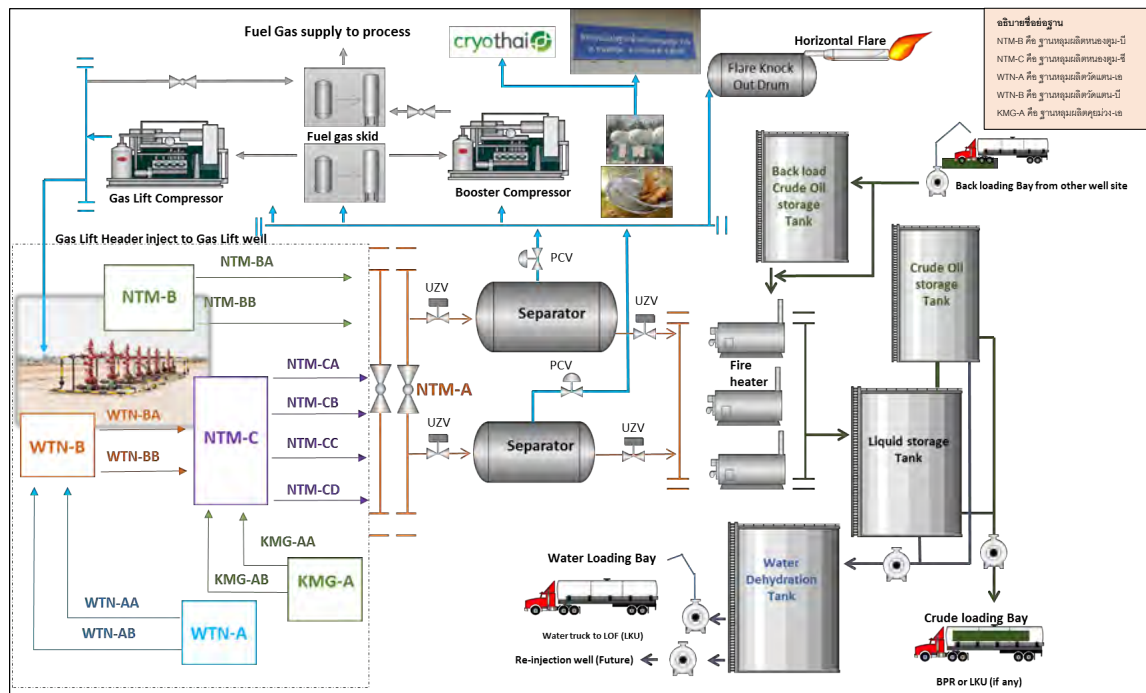 Fuel Gas supply to process
cryothai
Horizontal Flare
Flare Knock
Out Drum
อธิบายชื่อย่อฐาน
NTM-B คือ ฐานหลุมผลิตหนองตูม-บี
NTM-C คือ ฐานหลุมผลิตหนองตูม-ซี
WTN-A คือ ฐานหลุมผลิตวัดแตน-เอ
WTN-B คือ ฐานหลุมผลิตวัดแตน-บี
KMG-A คือ ฐานหลุมผลิตคุยม่วง-เอ
Fuel gas skid
Gas Lift Compressor
Booster Compressor
Back load
Crude Oil
storage
Tank
Back loading Bay from other well site
Gas Lift Header inject to Gas Lift well
NTM-BA
NTM-B
NTM-BB
PCV
UZV
Separator
UZV
Crude Oil
storage
Tank
NTM-CA
NTM-CB
NTM-CC
NTM-CD
NTM-C
NTM-A
PCV
Fire
heater
WTN-BA
WTN-B
WTN-BB
UZV
Separator
UZV
Liquid storage
Tank
KMG-AA
KMG-AB
KMG-A
WTN-AA
WTN-AB
WTN-A
Water Loading Bay
Water
Dehydration
Tank
Water truck to LOF (LKU)
Re-injection well (Future)
Crude loading Bay
BPR or LKU (if any)